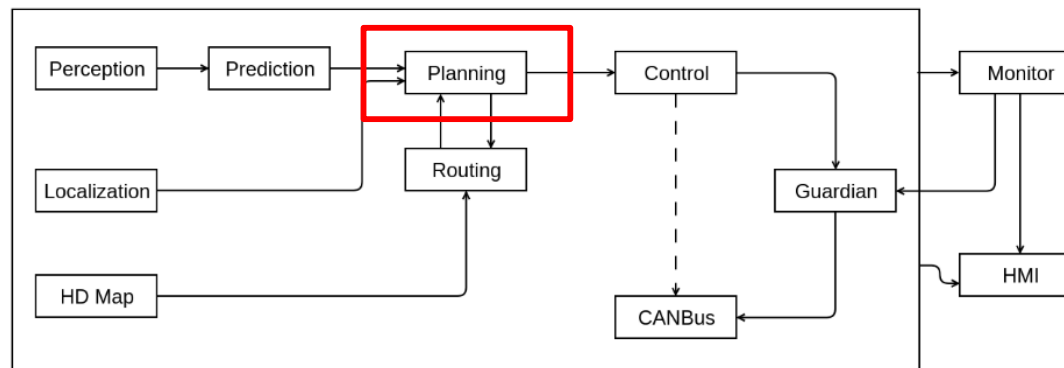 Perception
Prediction
Planning
Control
Monitor
Routing
Localization
Guardian
HD Map
HMI
CANBus